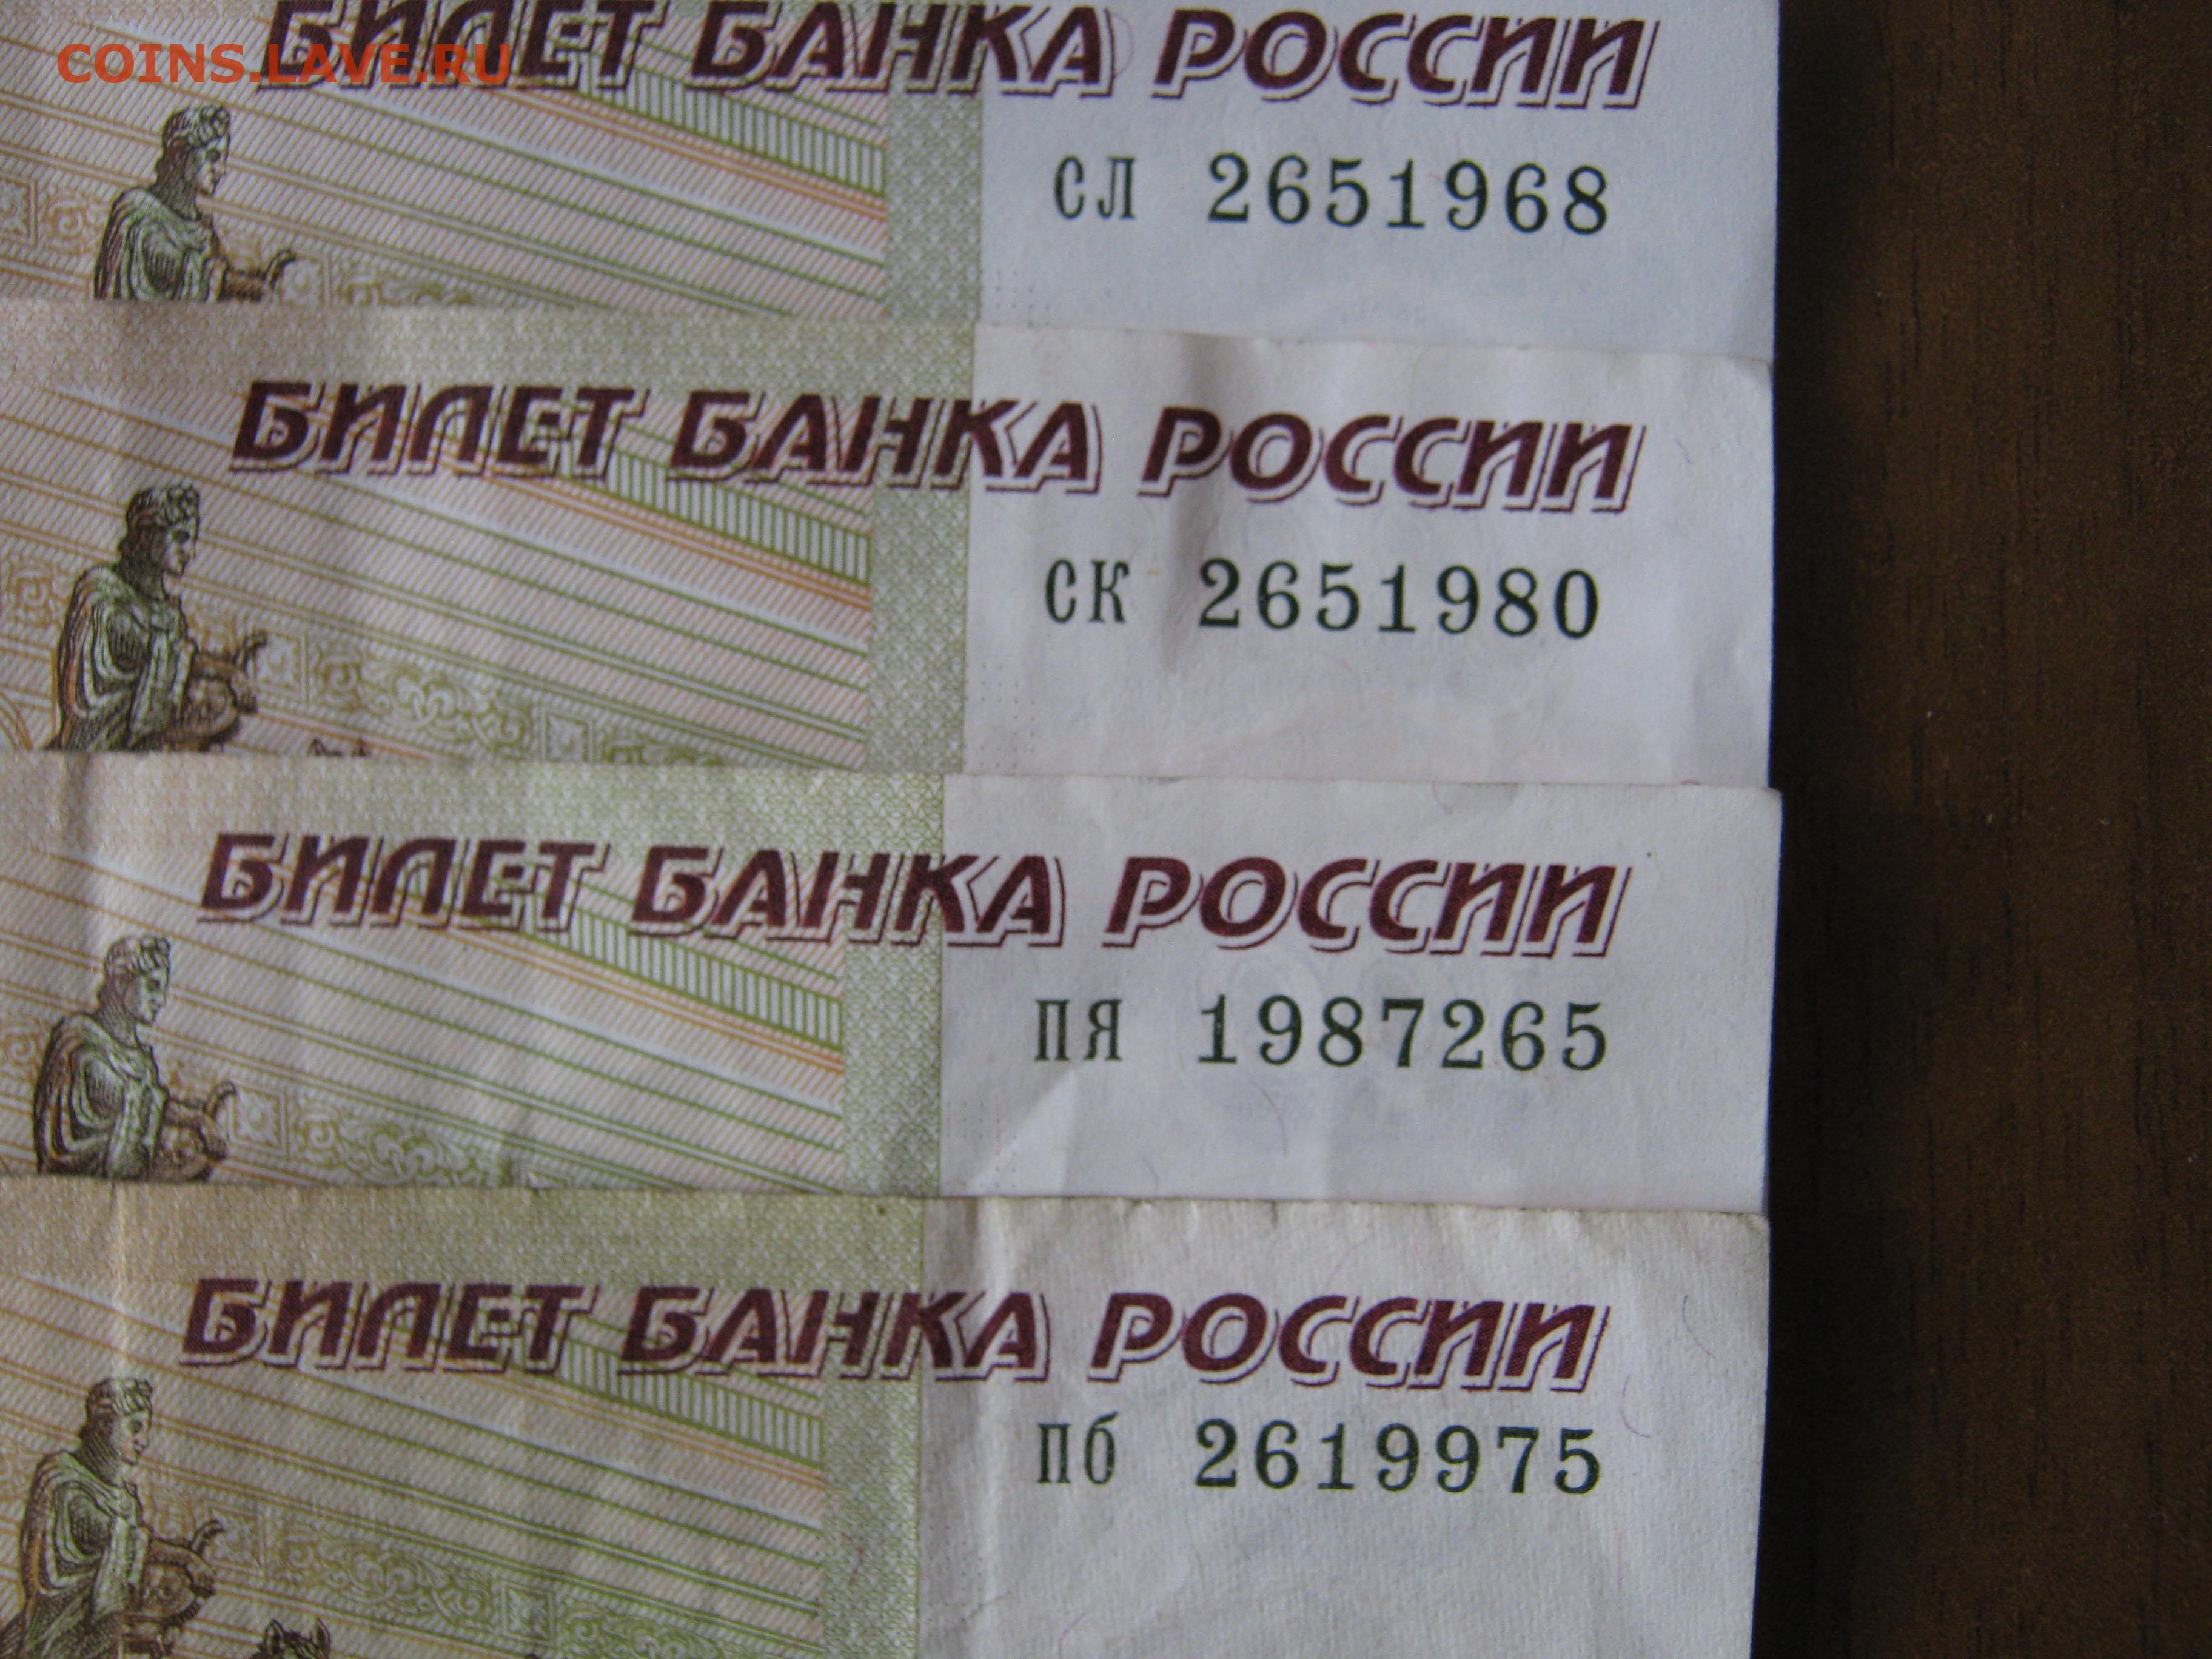 COINS.LAVE.RU
БИЛЕТ БАНКА РОССИИ
СЛ 2651968
БИЛЕТ БАНКА РОССИИ
СК 2651980
БИЛЕТ БАНКА РОССИИ
ПЯ 1987265
БИЛЕТ БАНКА РОССИИ
Пб 2619975